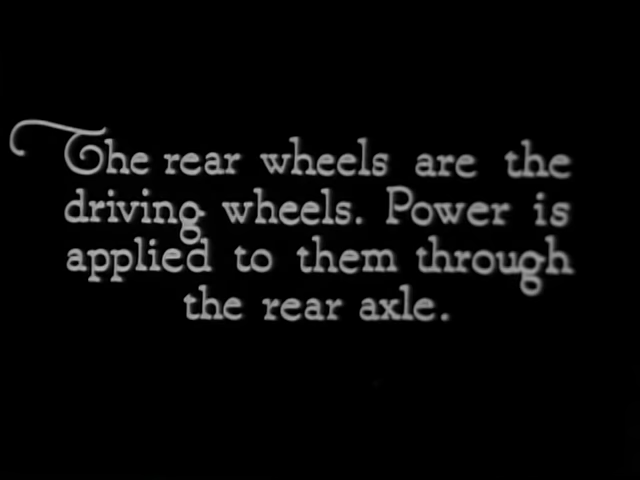 The rear wheels are the
driving wheels. Power is
applied to them through
the rear axle.